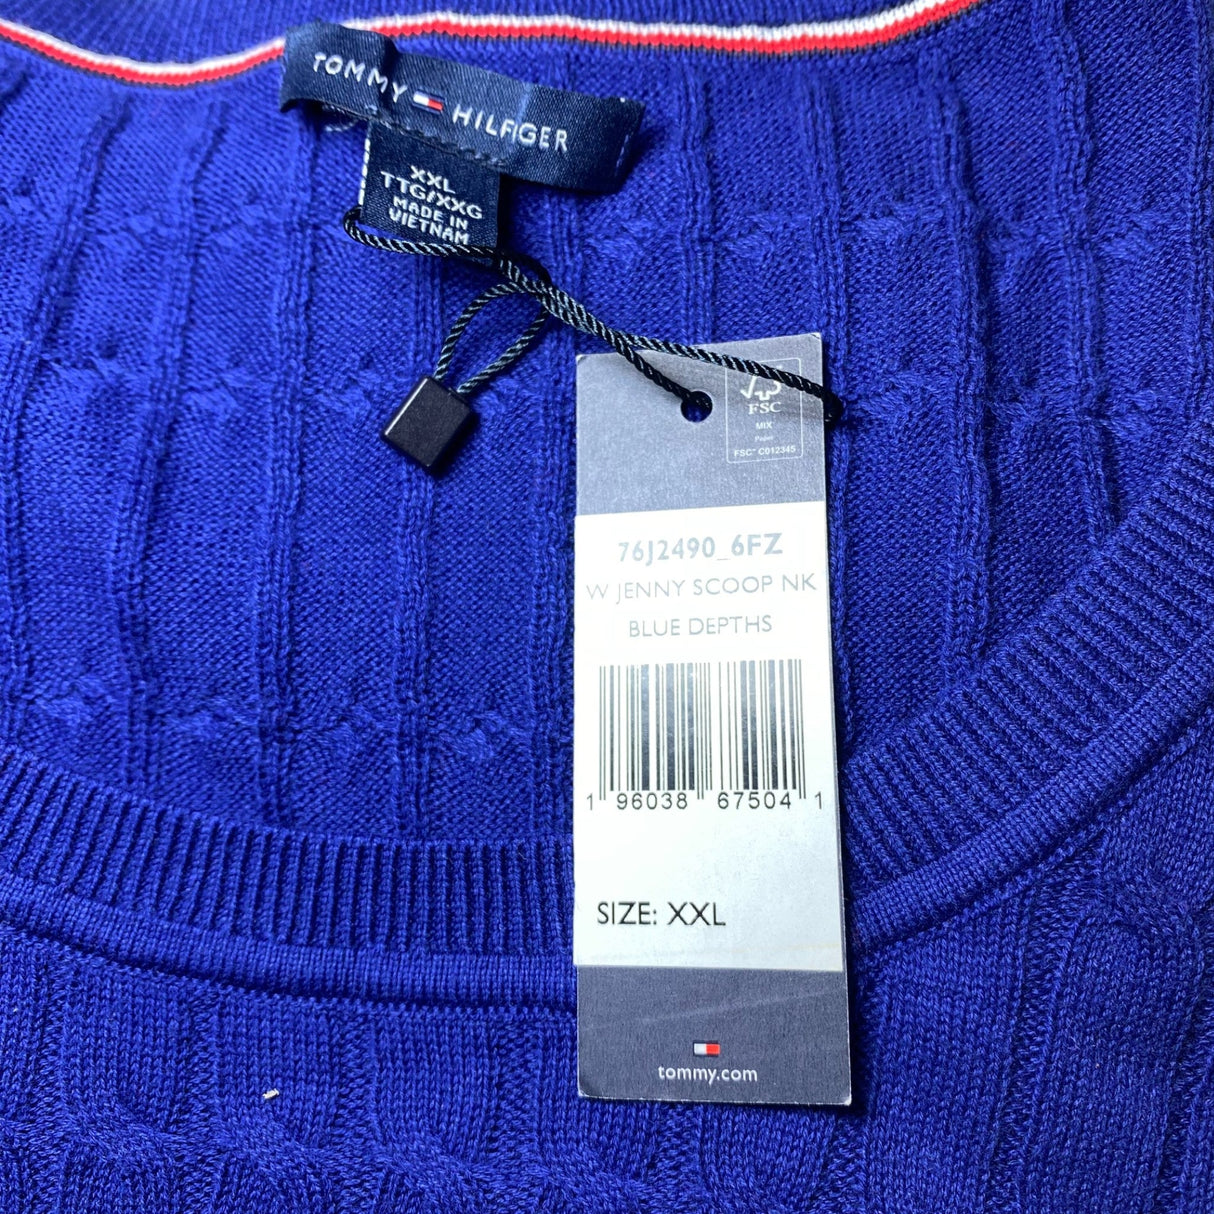 TOMMY HILFIGER
XXL
TTG/XXG
MADE IN
VIETNAM
FSC
MIX
Paper
FSC™ C012345
76J2490_6FZ
W JENNY SCOOP NK
BLUE DEPTHS
1 96038 67504 1
SIZE: XXL
tommy.com